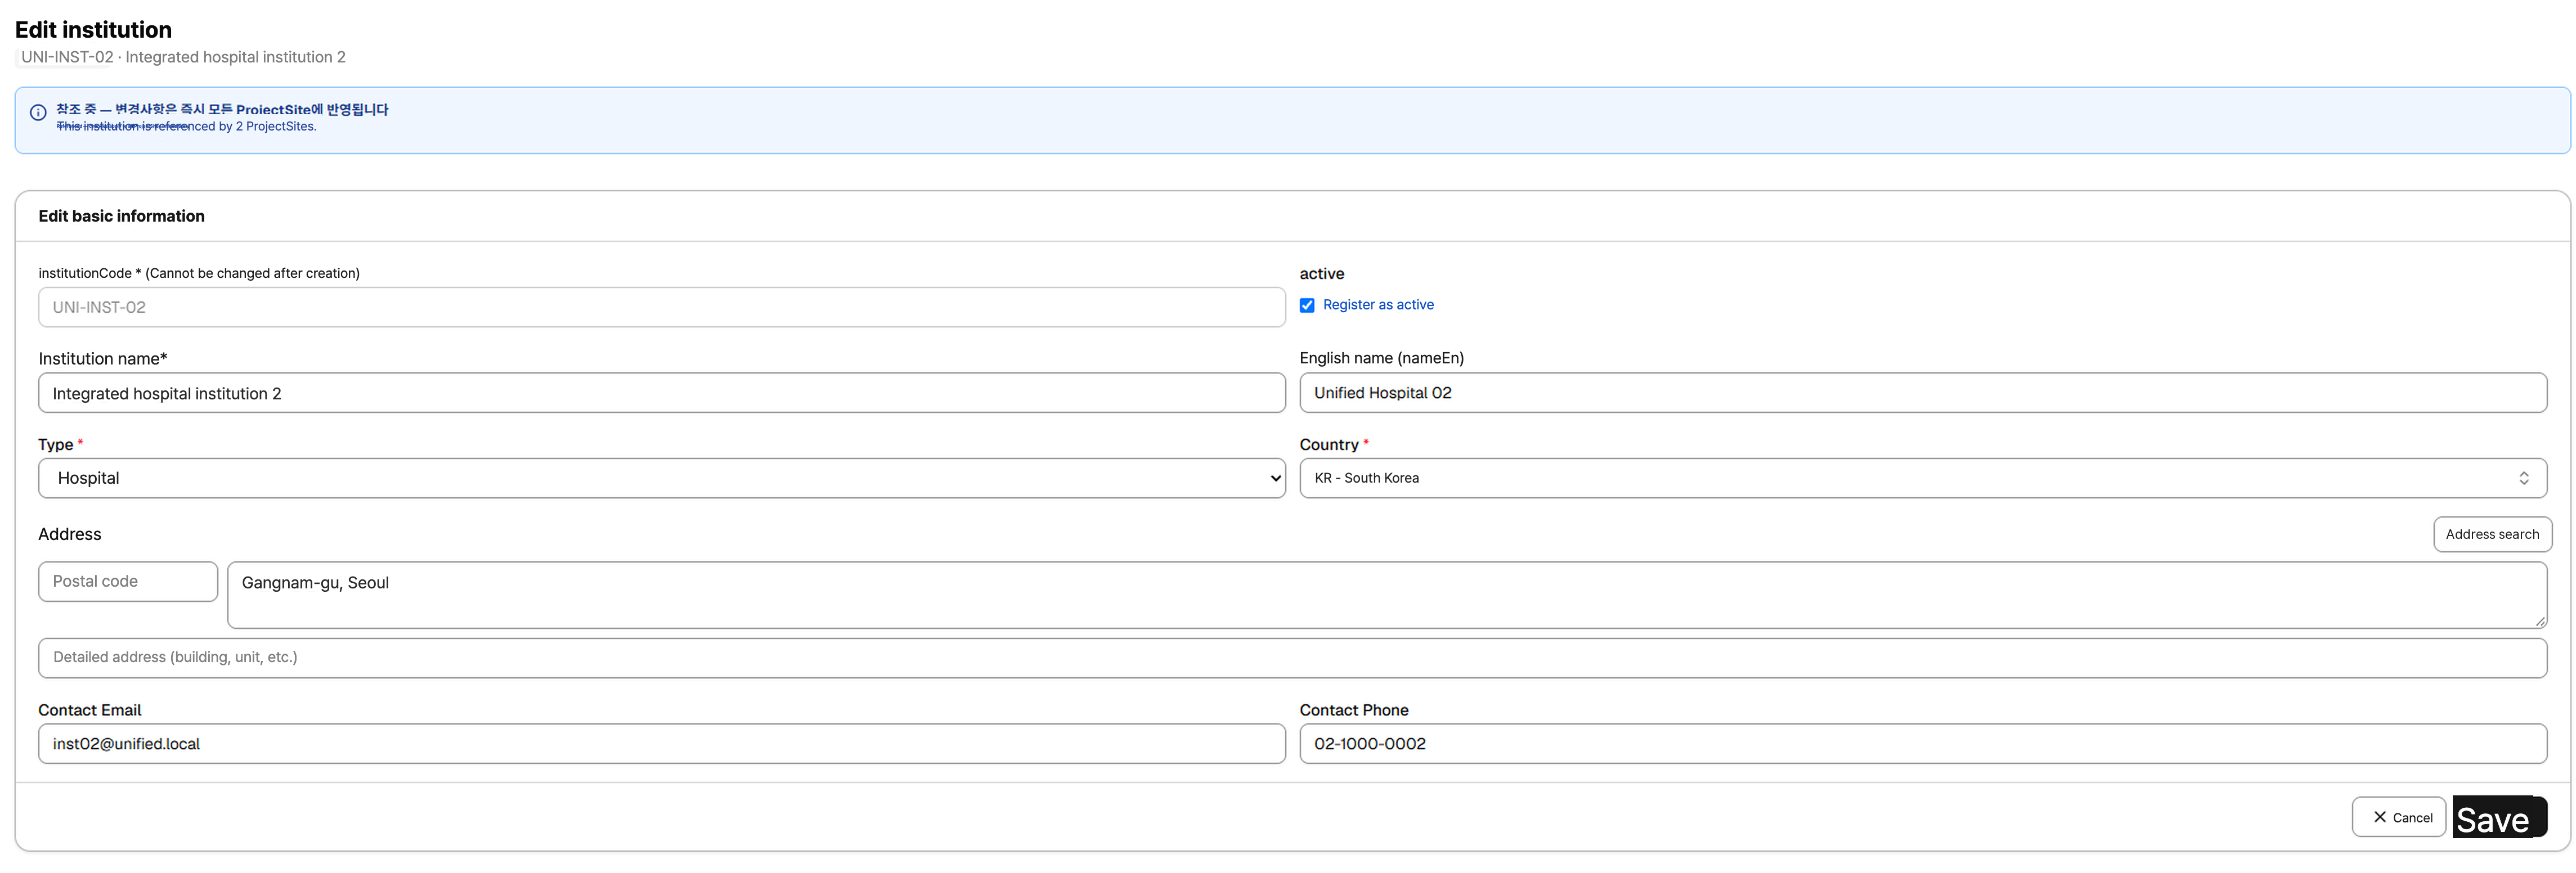 Edit institution
UNI-INST-02 · Integrated hospital institution 2
참조 중 — 변경사항은 즉시 모든 ProjectSite에 반영됩니다
This institution is referenced by 2 ProjectSites.
Edit basic information
institutionCode * (Cannot be changed after creation)
active
UNI-INST-02
Register as active
Institution name*
English name (nameEn)
Integrated hospital institution 2
Unified Hospital 02
Type *
Country *
Hospital
KR - South Korea
Address
Address search
Postal code
Gangnam-gu, Seoul
Detailed address (building, unit, etc.)
Contact Email
Contact Phone
inst02@unified.local
02-1000-0002
Cancel
Save